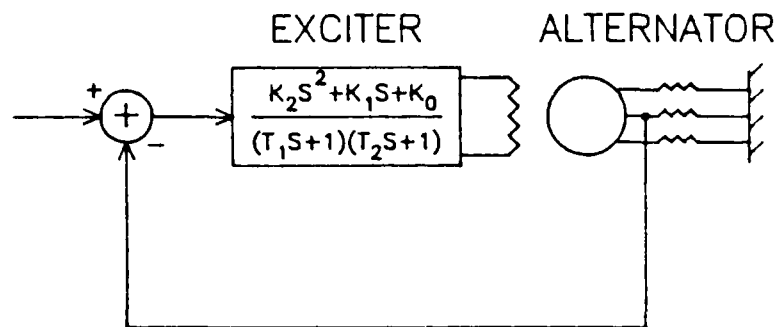 EXCITER
ALTERNATOR
+
+
−
K₂S²+K₁S+K₀
(T₁S+1)(T₂S+1)